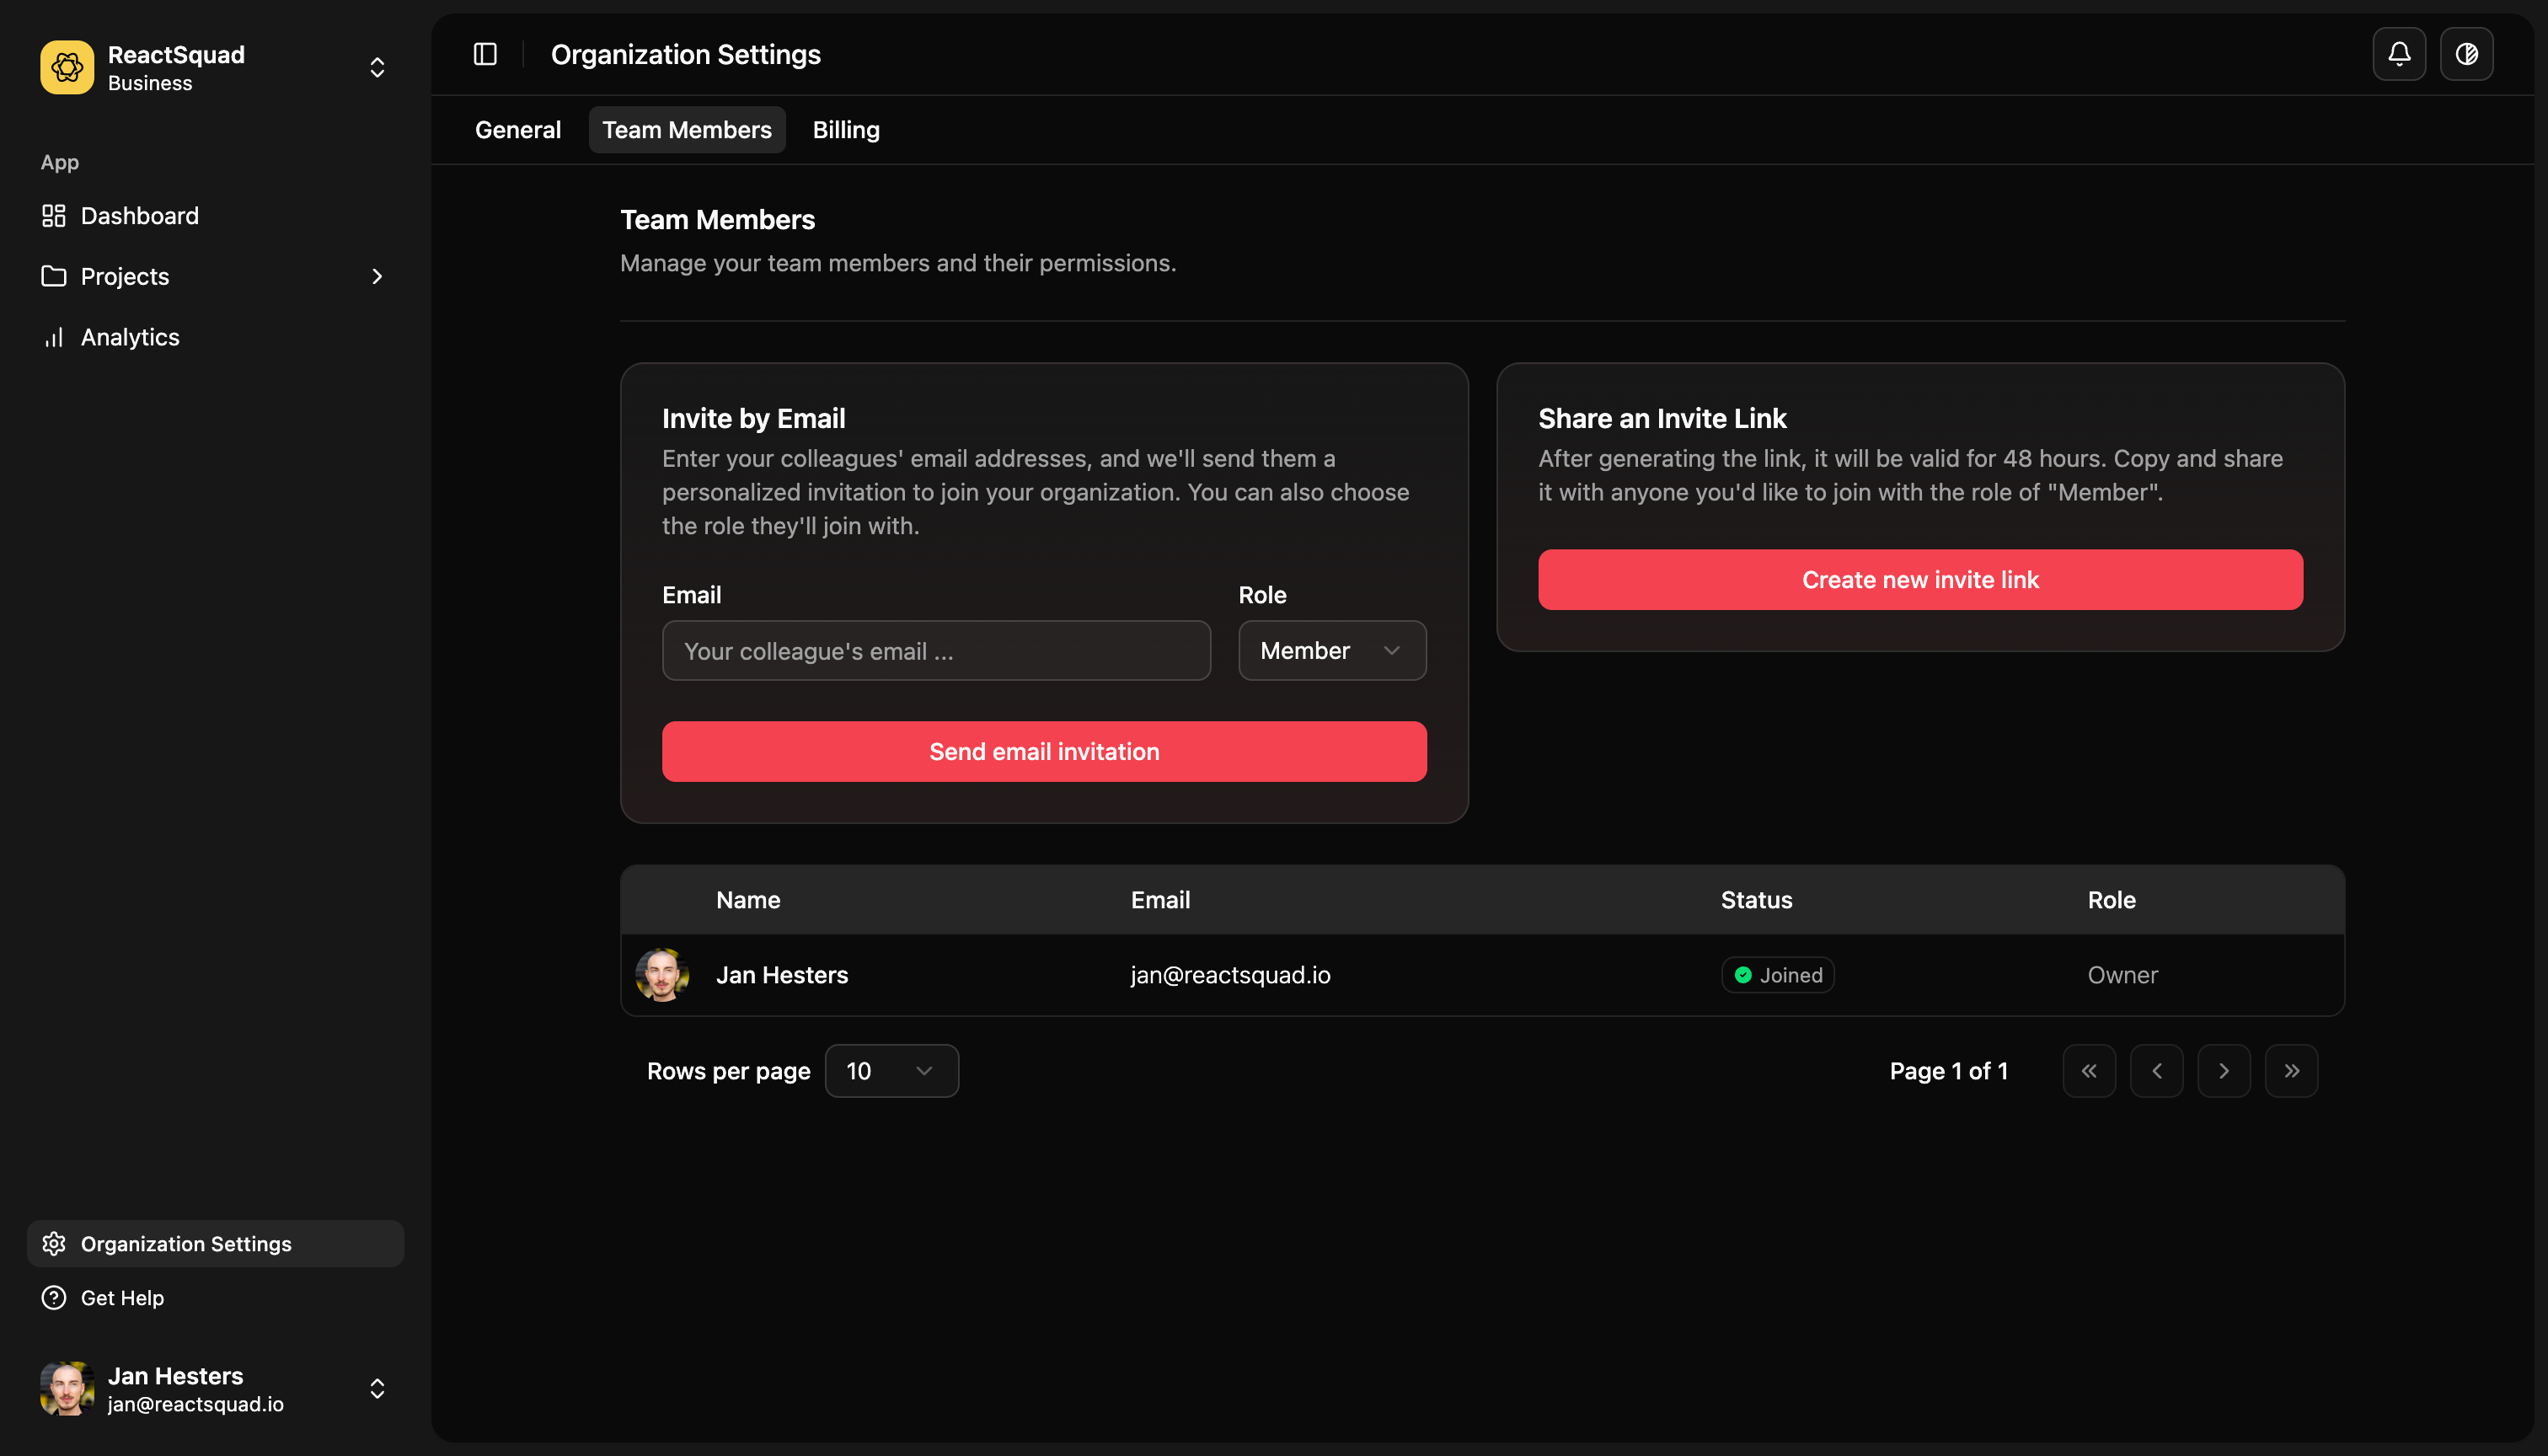 ReactSquad
Business
App
Dashboard
Projects
Analytics
Organization Settings
Get Help
Jan Hesters
jan@reactsquad.io
Organization Settings
General
Team Members
Billing
Team Members
Manage your team members and their permissions.
Invite by Email
Enter your colleagues' email addresses, and we'll send them a
personalized invitation to join your organization. You can also choose
the role they'll join with.
Email
Role
Your colleague's email ...
Member
Send email invitation
Share an Invite Link
After generating the link, it will be valid for 48 hours. Copy and share
it with anyone you'd like to join with the role of "Member".
Create new invite link
Name Email Status Role
Jan Hesters jan@reactsquad.io Joined Owner
Rows per page 10 Page 1 of 1